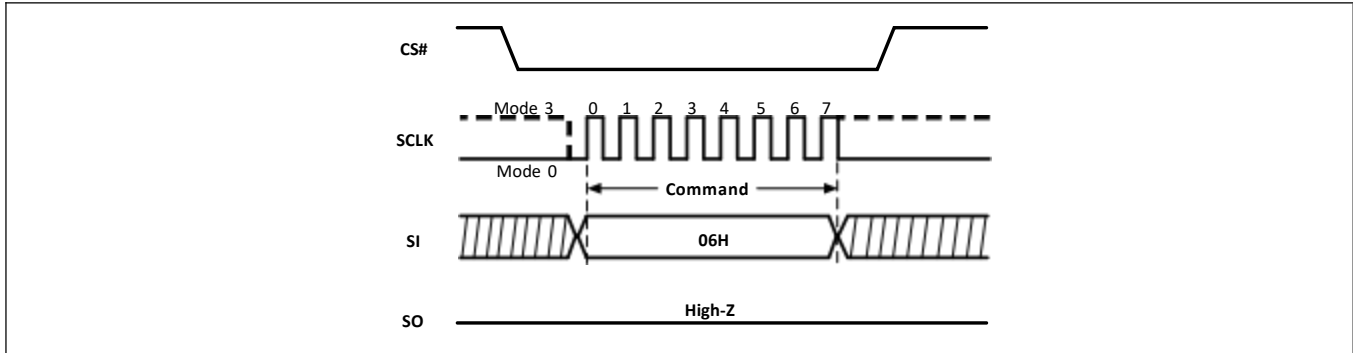 CS#
Mode 3 0 1 2 3 4 5 6 7
SCLK
Mode 0
Command
SI 06H
High-Z
SO